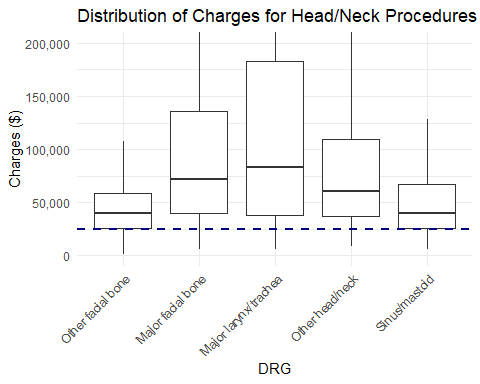 Distribution of Charges for Head/Neck Procedures
Charges ($)
200,000
150,000
100,000
50,000
0
Other facial bone
Major facial bone
Major larynx/trachea
Other head/neck
Sinus/mastoid
DRG